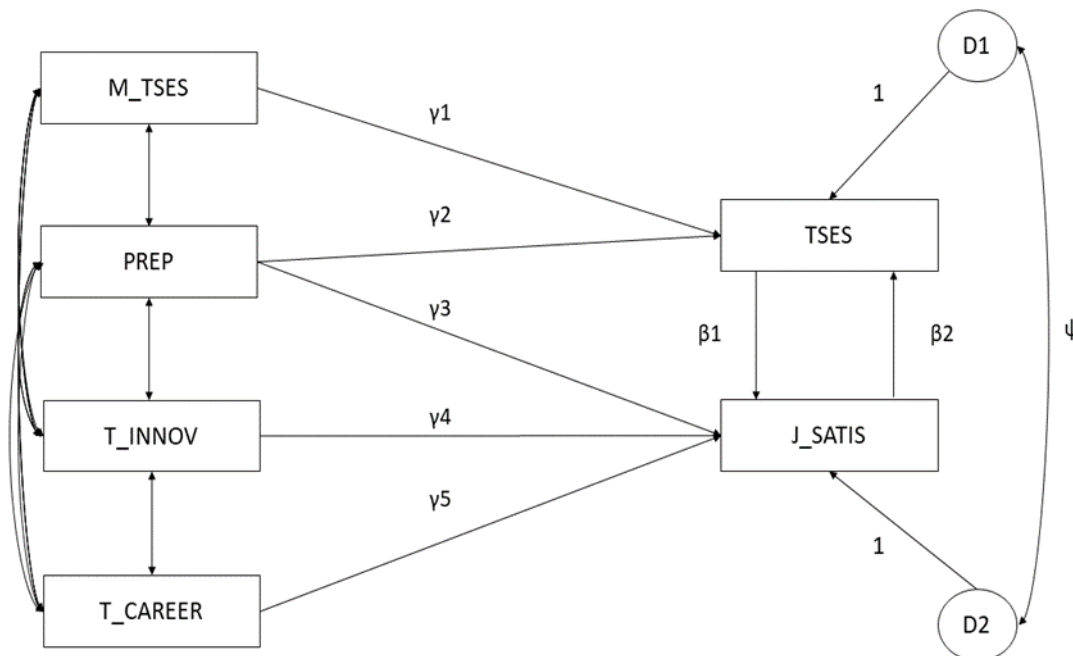 D1
M_TSES
1
γ1
PREP
γ2
TSES
γ3
β1
β2
ψ
T_INNOV
γ4
J_SATIS
γ5
1
T_CAREER
D2